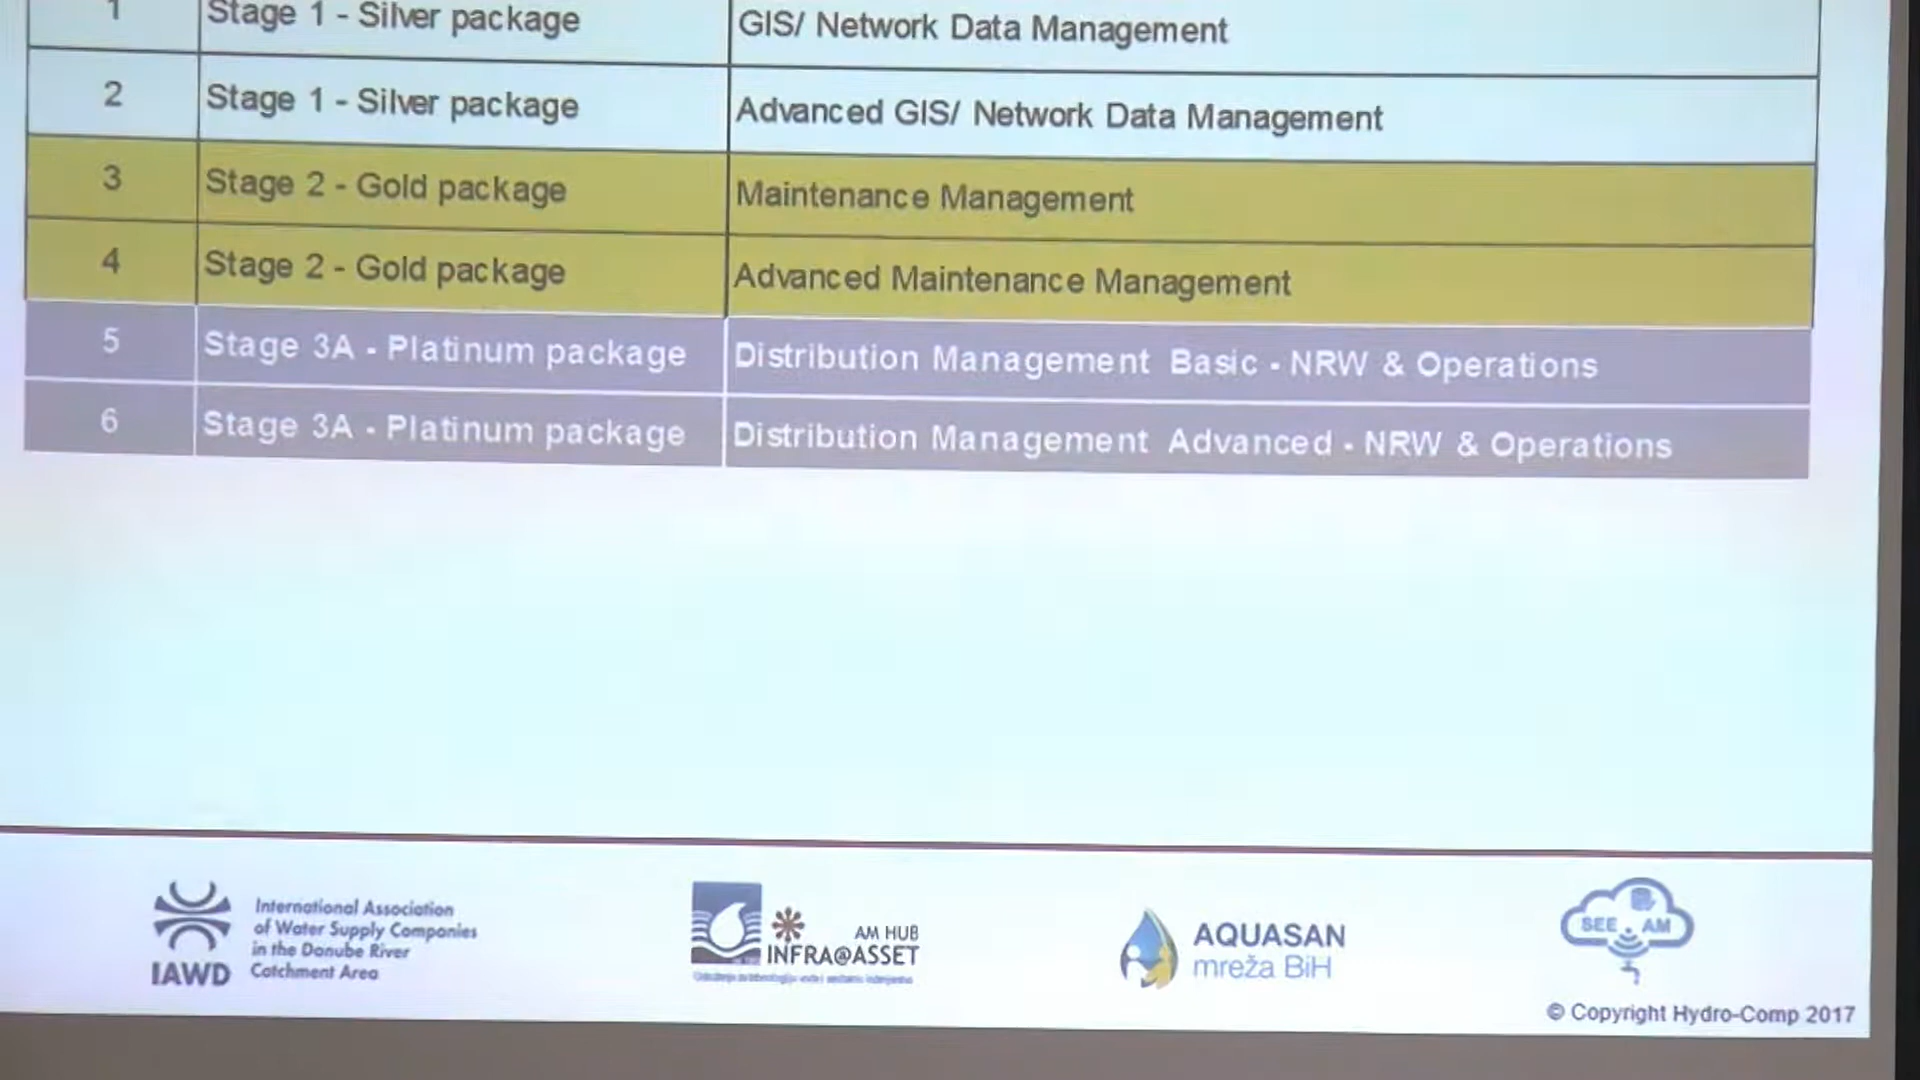 1 Stage 1 - Silver package GIS/ Network Data Management
2 Stage 1 - Silver package Advanced GIS/ Network Data Management
3 Stage 2 - Gold package Maintenance Management
4 Stage 2 - Gold package Advanced Maintenance Management
5 Stage 3A - Platinum package Distribution Management Basic - NRW & Operations
6 Stage 3A - Platinum package Distribution Management Advanced - NRW & Operations
IAWD
International Association
of Water Supply Companies
in the Danube River
Catchment Area
AM HUB
INFRA@ASSET
AQUASAN
mreža BiH
SEE AM
© Copyright Hydro-Comp 2017